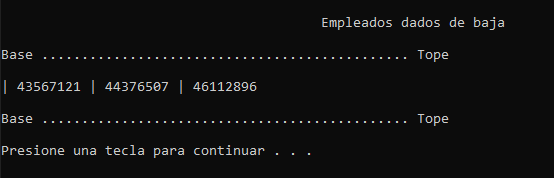 Empleados dados de baja
Base ............................................. Tope
| 43567121 | 44376507 | 46112896
Base ............................................. Tope
Presione una tecla para continuar . . .